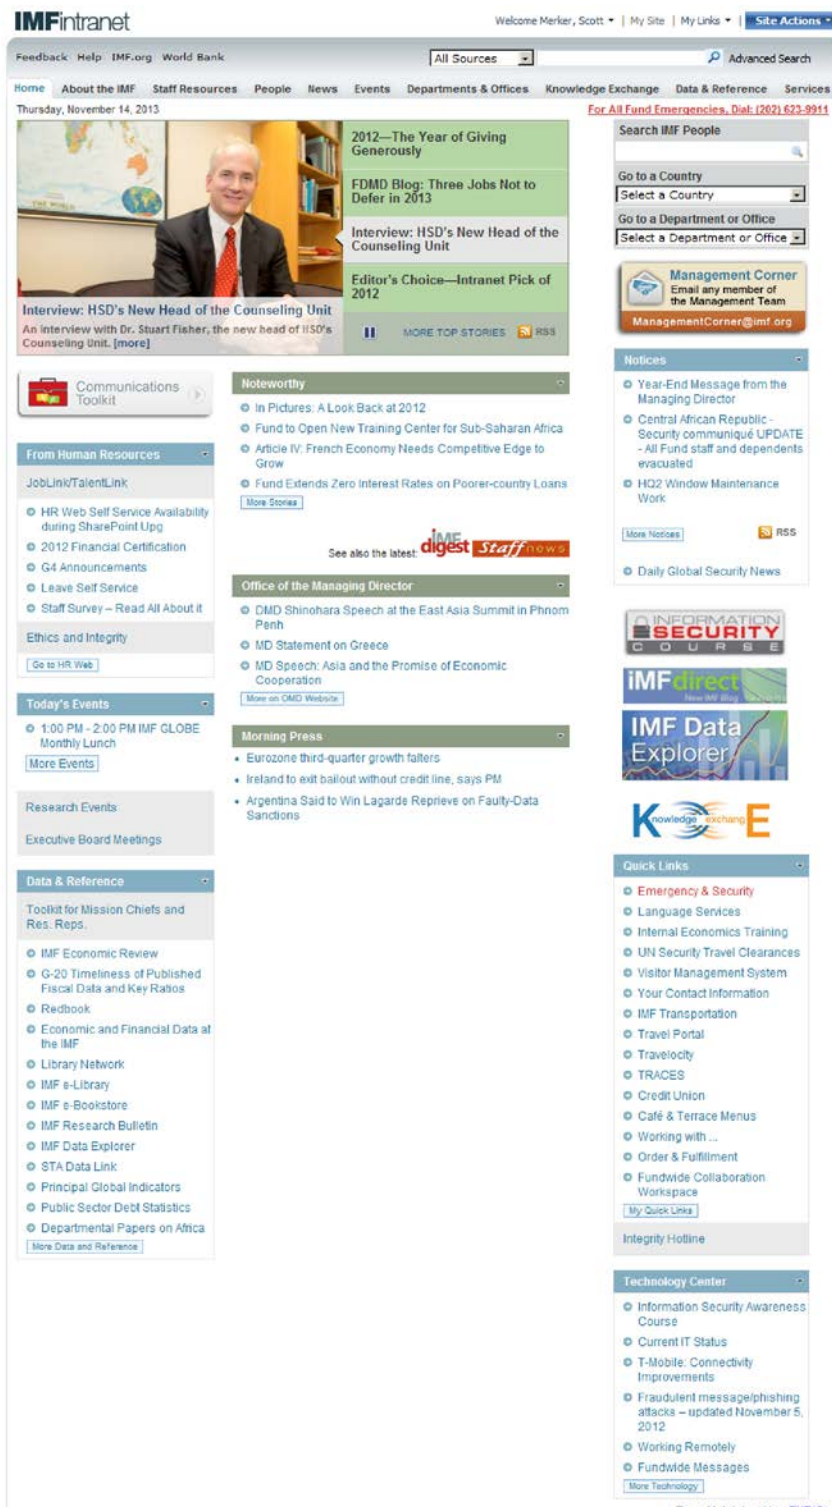 IMFintranet
Welcome Merker, Scott | My Site | My Links | Site Actions
Feedback Help IMF.org World Bank
All Sources
Advanced Search
Home About the IMF Staff Resources People News Events Departments & Offices Knowledge Exchange Data & Reference Services
Thursday, November 14, 2013
For All Fund Emergencies, Dial: (202) 623-9911
THE WORLD
Interview: HSD's New Head of the Counseling Unit
An interview with Dr. Stuart Fisher, the new head of HSD's
Counseling Unit. [more]
2012—The Year of Giving
Generously
FDMD Blog: Three Jobs Not to
Defer in 2013
Interview: HSD's New Head of the
Counseling Unit
Editor's Choice—Intranet Pick of
2012
MORE TOP STORIES RSS
Communications
Toolkit
From Human Resources
JobLink/TalentLink
HR Web Self Service Availability
during SharePoint Upg
2012 Financial Certification
G4 Announcements
Leave Self Service
Staff Survey – Read All About it
Ethics and Integrity
Go to HR Web
Today's Events
1:00 PM - 2:00 PM IMF GLOBE
Monthly Lunch
More Events
Research Events
Executive Board Meetings
Data & Reference
Toolkit for Mission Chiefs and
Res. Reps.
IMF Economic Review
G-20 Timeliness of Published
Fiscal Data and Key Ratios
Redbook
Economic and Financial Data at
the IMF
Library Network
IMF e-Library
IMF e-Bookstore
IMF Research Bulletin
IMF Data Explorer
STA Data Link
Principal Global Indicators
Public Sector Debt Statistics
Departmental Papers on Africa
More Data and Reference
Noteworthy
In Pictures: A Look Back at 2012
Fund to Open New Training Center for Sub-Saharan Africa
Article IV: French Economy Needs Competitive Edge to
Grow
Fund Extends Zero Interest Rates on Poorer-country Loans
More Stories
See also the latest: iMF digest Staffnews
Office of the Managing Director
DMD Shinohara Speech at the East Asia Summit in Phnom
Penh
MD Statement on Greece
MD Speech: Asia and the Promise of Economic
Cooperation
More on OMD Website
Morning Press
Eurozone third-quarter growth falters
Ireland to exit bailout without credit line, says PM
Argentina Said to Win Lagarde Reprieve on Faulty-Data
Sanctions
Search IMF People
Go to a Country
Select a Country
Go to a Department or Office
Select a Department or Office
Management Corner
Email any member of
the Management Team
ManagementCorner@imf.org
Notices
Year-End Message from the
Managing Director
Central African Republic -
Security communiqué UPDATE
- All Fund staff and dependents
evacuated
HQ2 Window Maintenance
Work
More Notices RSS
Daily Global Security News
INFORMATION
SECURITY
COURSE
iMFdirect
New IMF Blog
IMF Data
Explorer
Knowledge exchangE
Quick Links
Emergency & Security
Language Services
Internal Economics Training
UN Security Travel Clearances
Visitor Management System
Your Contact Information
IMF Transportation
Travel Portal
Travelocity
TRACES
Credit Union
Café & Terrace Menus
Working with ...
Order & Fulfillment
Fundwide Collaboration
Workspace
My Quick Links
Integrity Hotline
Technology Center
Information Security Awareness
Course
Current IT Status
T-Mobile: Connectivity
Improvements
Fraudulent message/phishing
attacks – updated November 5,
2012
Working Remotely
Fundwide Messages
More Technology